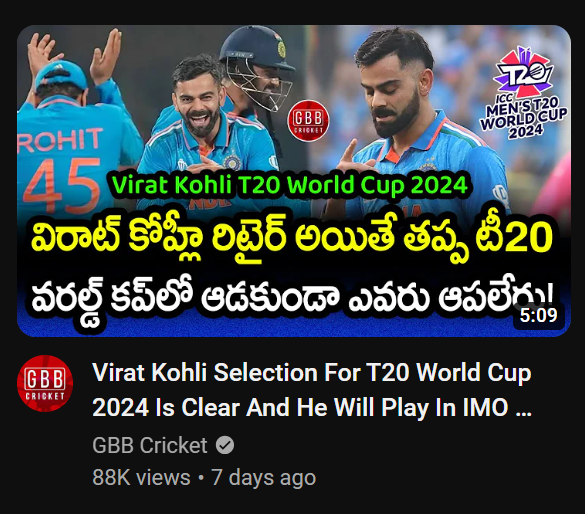 ROHIT
45
GBB
CRICKET
T20
ICC
MEN'S T20
WORLD CUP
2024
Virat Kohli T20 World Cup 2024
విరాట్ కోహ్లీ రిటైర్ అయితే తప్ప టీ20
వరల్డ్ కప్‌లో ఆడకుండా ఎవరు ఆపలేరు!
5:09
GBB
CRICKET
Virat Kohli Selection For T20 World Cup
2024 Is Clear And He Will Play In IMO ...
GBB Cricket
88K views • 7 days ago